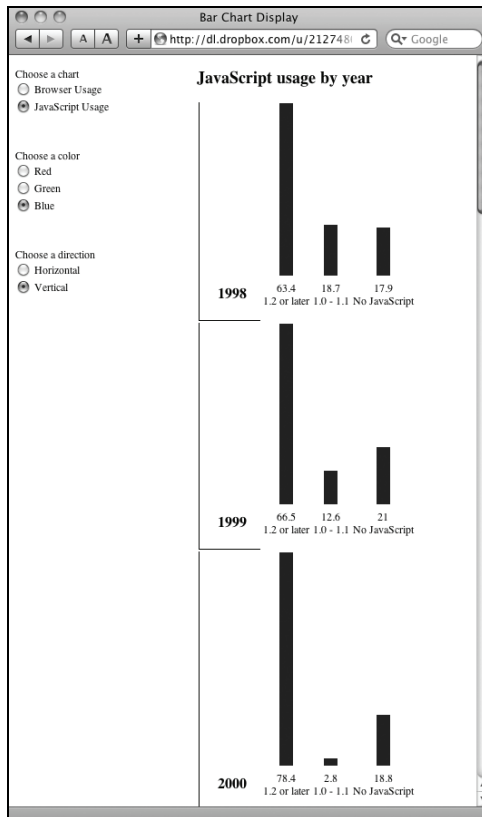 Bar Chart Display
A A + http://dl.dropbox.com/u/212748 Google
JavaScript usage by year
Choose a chart
Browser Usage
JavaScript Usage
Choose a color
Red
Green
Blue
Choose a direction
Horizontal
Vertical
1998
63.4 18.7 17.9
1.2 or later 1.0 - 1.1 No JavaScript
1999
66.5 12.6 21
1.2 or later 1.0 - 1.1 No JavaScript
2000
78.4 2.8 18.8
1.2 or later 1.0 - 1.1 No JavaScript